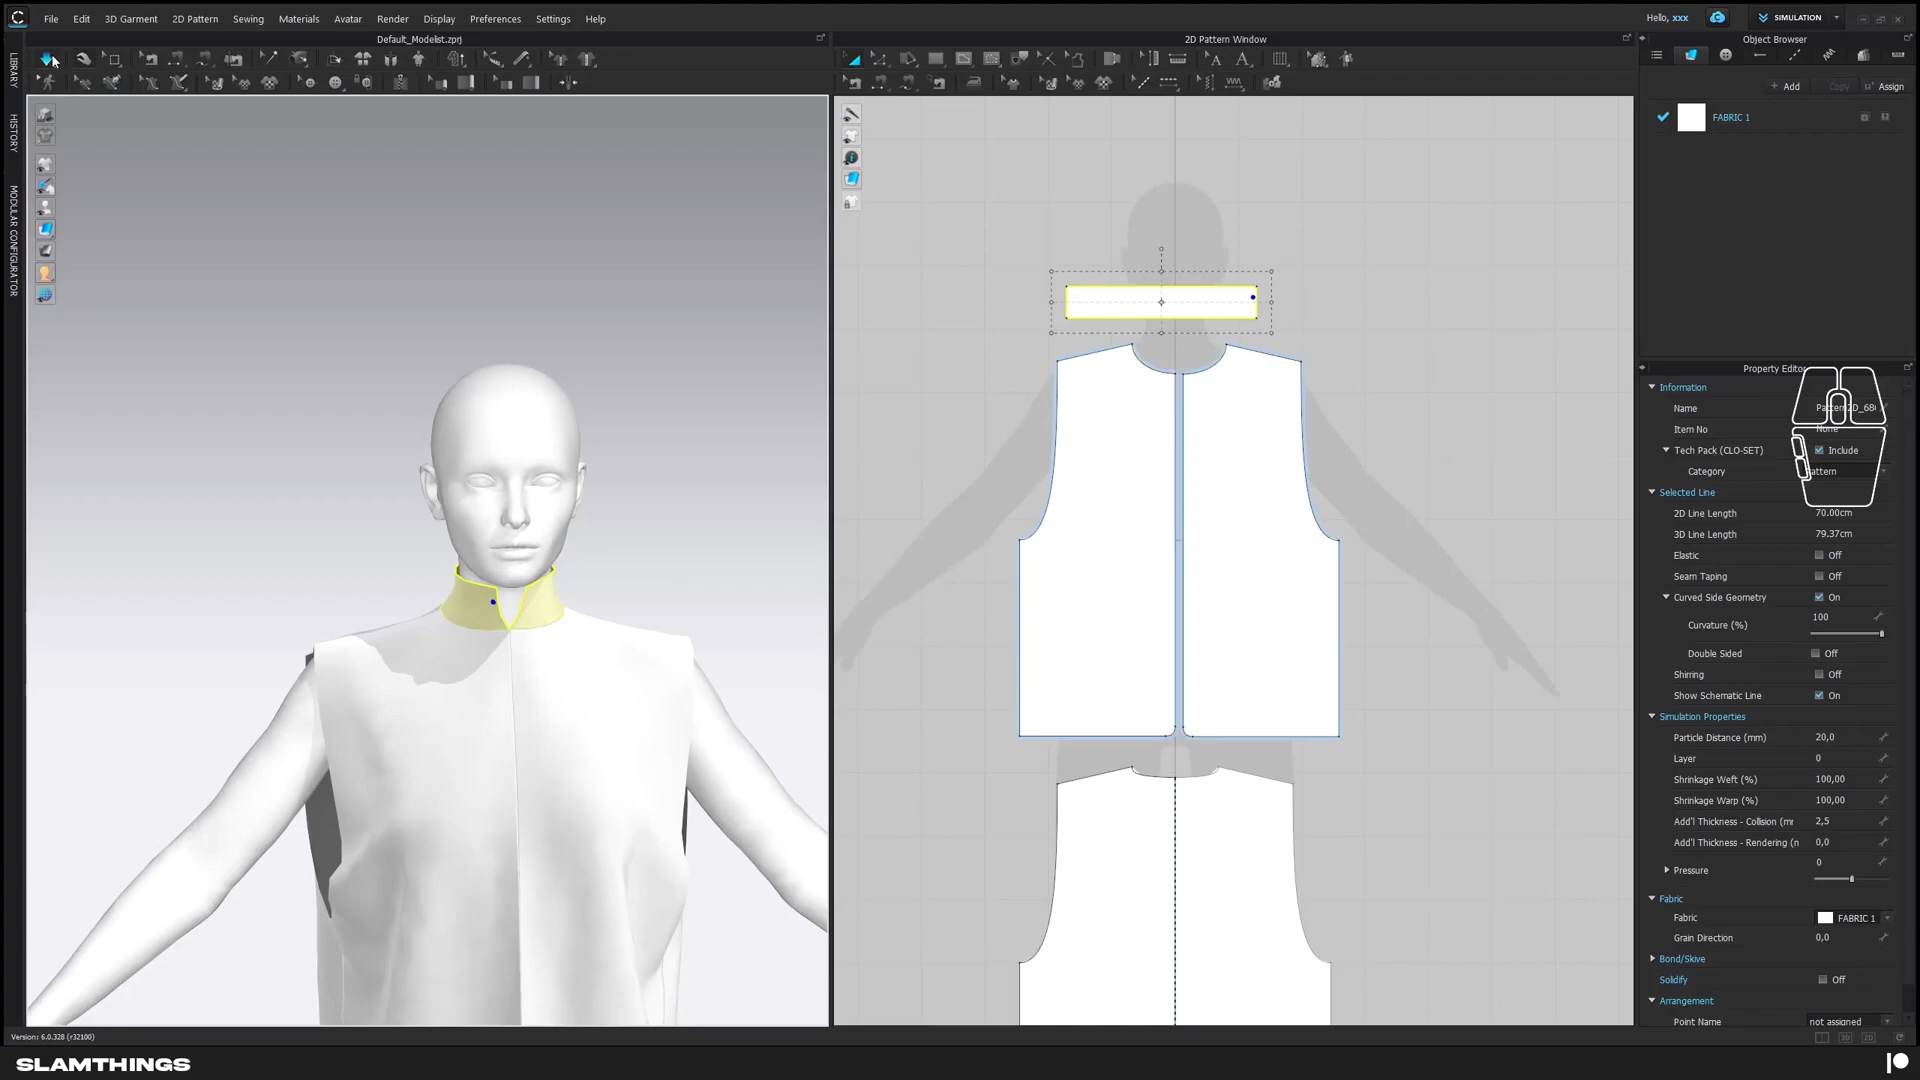 File Edit 3D Garment 2D Pattern Sewing Materials Avatar Render Display Preferences Settings Help
Hello, xxx
SIMULATION
Default_Modelist.zprj
2D Pattern Window
Object Browser
LIBRARY
HISTORY
MODULAR CONFIGURATOR
+ Add Copy Assign
FABRIC 1
Property Editor
Information
Name
Item No None
Tech Pack (CLO-SET) Include
Category
Selected Line
2D Line Length 70.00cm
3D Line Length 79.37cm
Elastic Off
Seam Taping Off
Curved Side Geometry On
Curvature (%) 100
Double Sided Off
Shirring Off
Show Schematic Line On
Simulation Properties
Particle Distance (mm) 20,0
Layer 0
Shrinkage Weft (%) 100,00
Shrinkage Warp (%) 100,00
Add'l Thickness - Collision (mr 2,5
Add'l Thickness - Rendering (n 0,0
Pressure 0
Fabric
Fabric FABRIC 1
Grain Direction 0,0
Bond/Skive
Solidify Off
Arrangement
Point Name not assigned
Version: 6.0.328 (r32100)
3D 2D
SLAMTHINGS